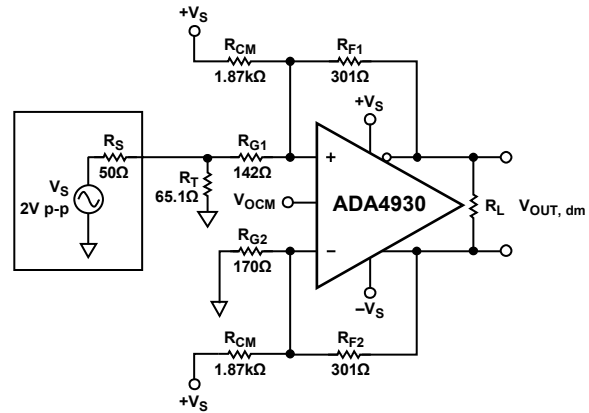 +VS
RCM
1.87kΩ
RF1
301Ω
+VS
RS
50Ω
VS
2V p-p
RT
65.1Ω
RG1
142Ω
+
VOCM
ADA4930
RL
VOUT, dm
RG2
170Ω
−
−VS
RCM
1.87kΩ
RF2
301Ω
+VS